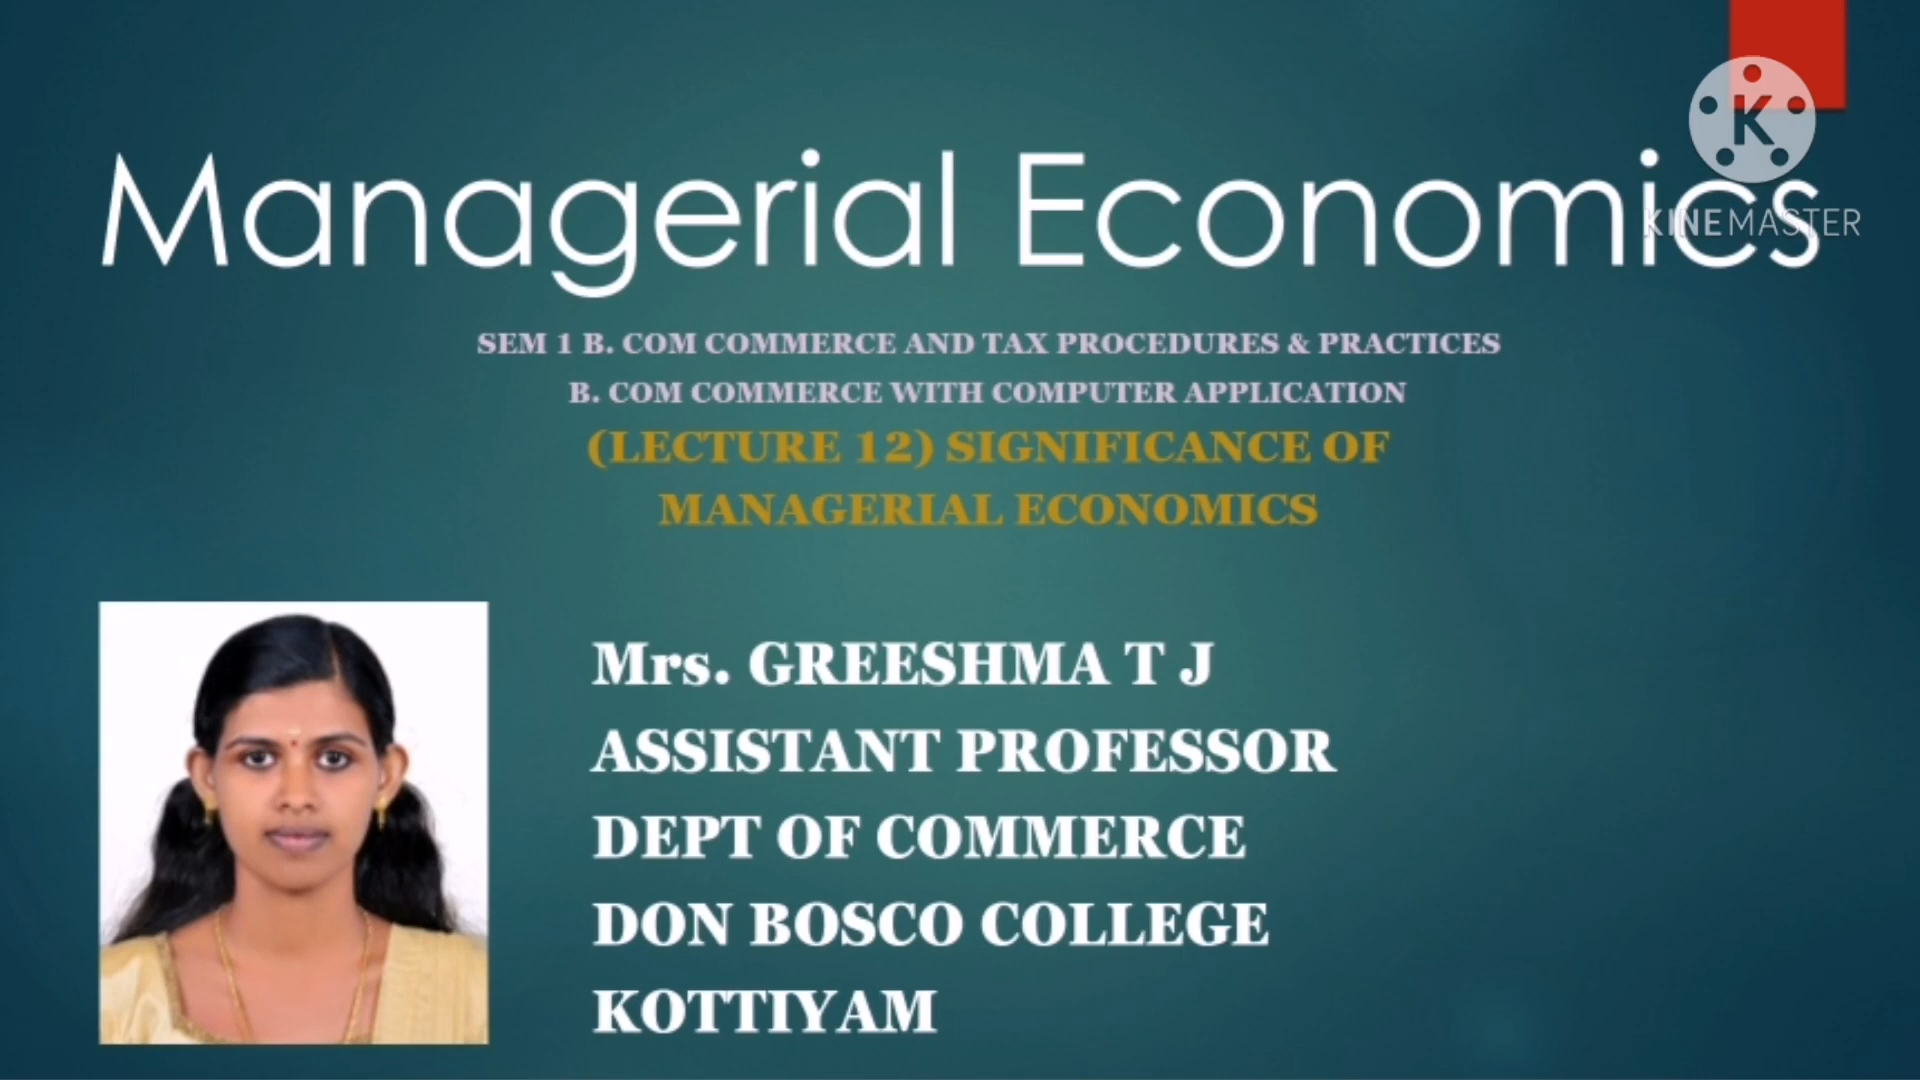 Managerial Economics
K
KINEMASTER
SEM 1 B. COM COMMERCE AND TAX PROCEDURES & PRACTICES
B. COM COMMERCE WITH COMPUTER APPLICATION
(LECTURE 12) SIGNIFICANCE OF
MANAGERIAL ECONOMICS
Mrs. GREESHMA T J
ASSISTANT PROFESSOR
DEPT OF COMMERCE
DON BOSCO COLLEGE
KOTTIYAM